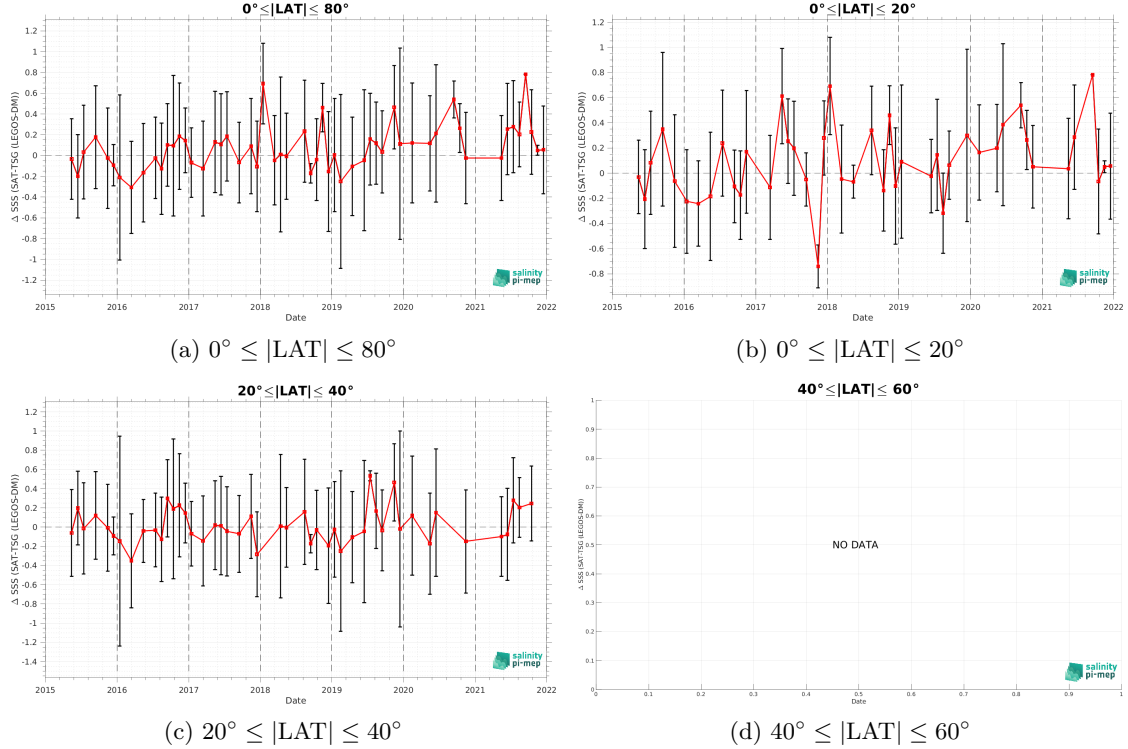 0°≤|LAT|≤ 80°
Δ SSS (SAT-TSG (LEGOS-DM))
1.2
1
0.8
0.6
0.4
0.2
0
-0.2
-0.4
-0.6
-0.8
-1
-1.2
2015 2016 2017 2018 2019 2020 2021 2022
Date
salinity
pi-mep
(a) 0° ≤ |LAT| ≤ 80°
0°≤|LAT|≤ 20°
Δ SSS (SAT-TSG (LEGOS-DM))
1.2
1
0.8
0.6
0.4
0.2
0
-0.2
-0.4
-0.6
-0.8
2015 2016 2017 2018 2019 2020 2021 2022
Date
salinity
pi-mep
(b) 0° ≤ |LAT| ≤ 20°
20°≤|LAT|≤ 40°
Δ SSS (SAT-TSG (LEGOS-DM))
1.2
1
0.8
0.6
0.4
0.2
0
-0.2
-0.4
-0.6
-0.8
-1
-1.2
-1.4
2015 2016 2017 2018 2019 2020 2021 2022
Date
salinity
pi-mep
(c) 20° ≤ |LAT| ≤ 40°
40°≤|LAT|≤ 60°
Δ SSS (SAT-TSG (LEGOS-DM))
1
0.9
0.8
0.7
0.6
0.5
0.4
0.3
0.2
0.1
0
NO DATA
0 0.1 0.2 0.3 0.4 0.5 0.6 0.7 0.8 0.9 1
Date
salinity
pi-mep
(d) 40° ≤ |LAT| ≤ 60°